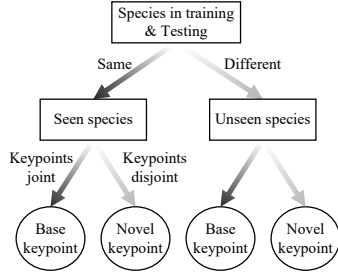 Species in training
& Testing
Same
Different
Seen species
Unseen species
Keypoints
joint
Keypoints
disjoint
Base
keypoint
Novel
keypoint
Base
keypoint
Novel
keypoint